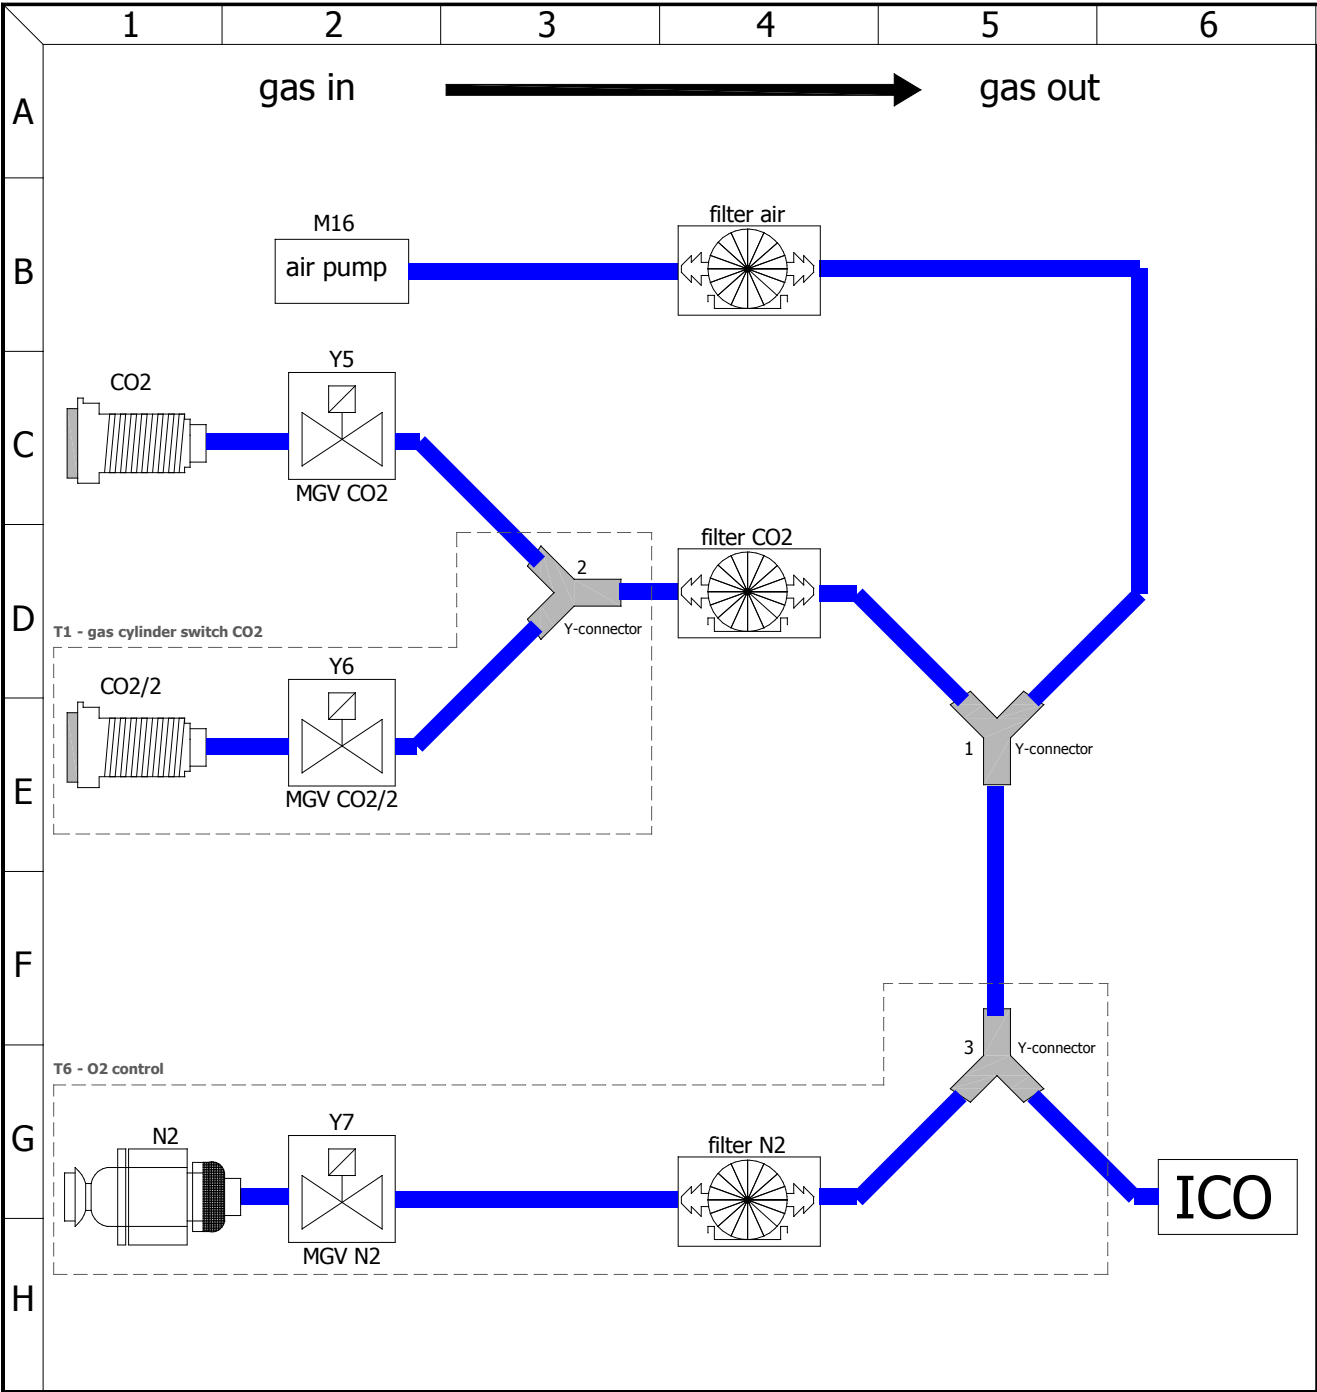 1 2 3 4 5 6
A
gas in gas out
B
M16
air pump
filter air
C
CO2
Y5
MGV CO2
D
filter CO2
2
Y-connector
T1 - gas cylinder switch CO2
CO2/2
Y6
MGV CO2/2
E
1 Y-connector
F
3 Y-connector
T6 - O2 control
G
N2
Y7
MGV N2
filter N2
ICO
H